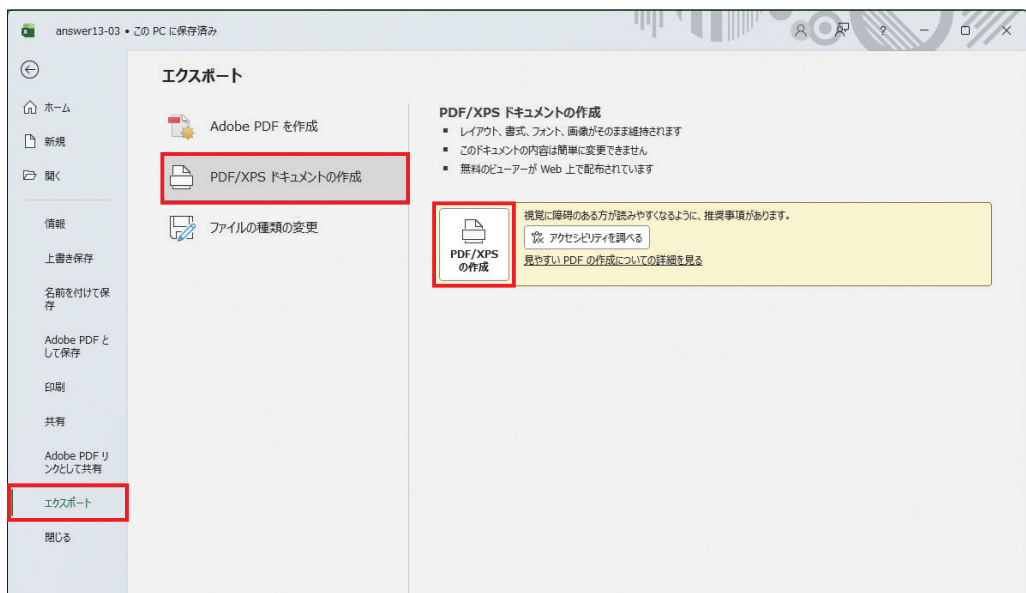 answer13-03 • この PC に保存済み
?
エクスポート
ホーム
新規
開く
情報
上書き保存
名前を付けて保
存
Adobe PDF と
して保存
印刷
共有
Adobe PDF リ
ンクとして共有
エクスポート
閉じる
Adobe PDF を作成
PDF/XPS ドキュメントの作成
ファイルの種類の変更
PDF/XPS ドキュメントの作成
▪ レイアウト、書式、フォント、画像がそのまま維持されます
▪ このドキュメントの内容は簡単に変更できません
▪ 無料のビューアーが Web 上で配布されています
PDF/XPS
の作成
視覚に障碍のある方が読みやすくなるように、推奨事項があります。
アクセシビリティを調べる
見やすい PDF の作成についての詳細を見る